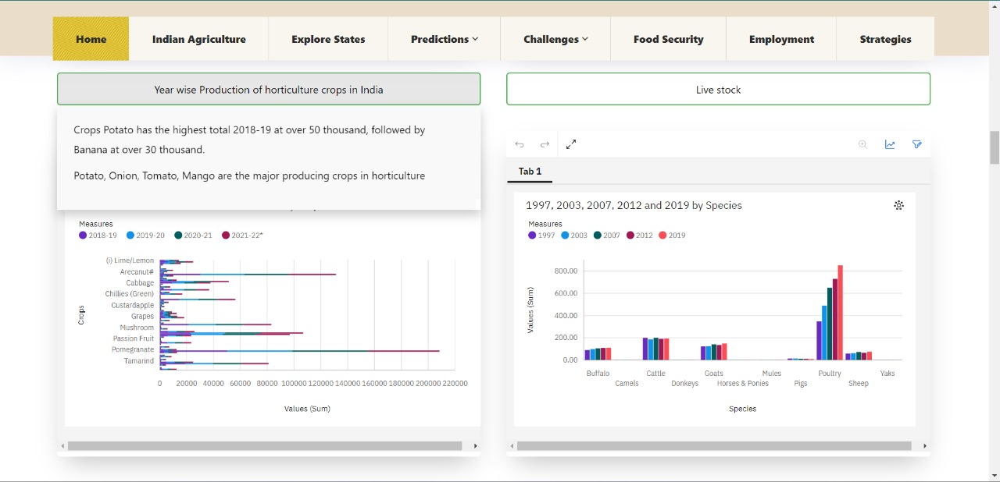 Home Indian Agriculture Explore States Predictions Challenges Food Security Employment Strategies
Year wise Production of horticulture crops in India
Crops Potato has the highest total 2018-19 at over 50 thousand, followed by
Banana at over 30 thousand.
Potato, Onion, Tomato, Mango are the major producing crops in horticulture
Measures
2018-19 2019-20 2020-21 2021-22*
Crops
(i) Lime/Lemon
Arecanut#
Cabbage
Chillies (Green)
Custardapple
Grapes
Mushroom
Passion Fruit
Pomegranate
Tamarind
0 20000 40000 60000 80000 100000 120000 140000 160000 180000 200000 220000
Values (Sum)
Live stock
Tab 1
1997, 2003, 2007, 2012 and 2019 by Species
Measures
1997 2003 2007 2012 2019
Values (Sum)
800.00
600.00
400.00
200.00
0.00
Buffalo Cattle Goats Mules Poultry Yaks
Camels Donkeys Horses & Ponies Pigs Sheep
Species